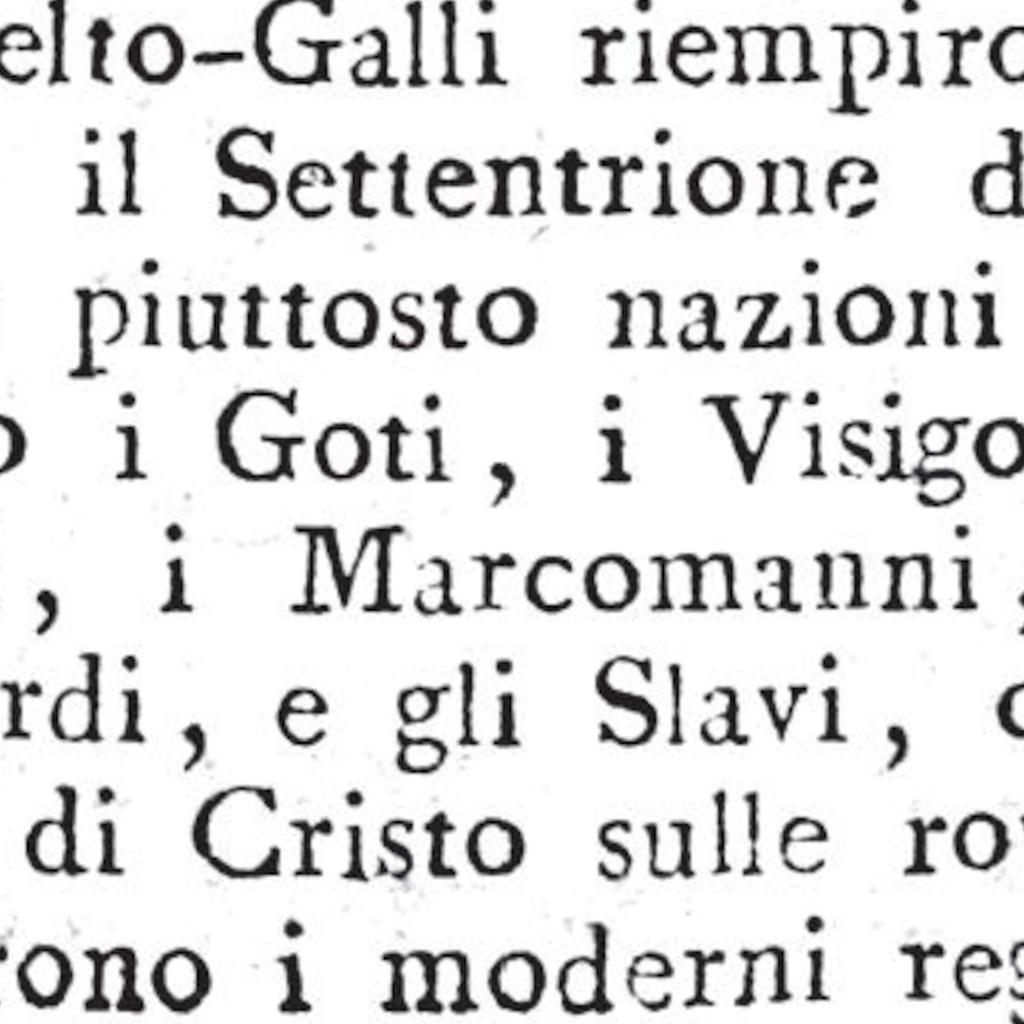 elto-Galli riempiro
il Settentrione d
piuttosto nazioni
o i Goti, i Visigo
, i Marcomanni,
rdi, e gli Slavi, c
di Cristo sulle rov
rono i moderni reg